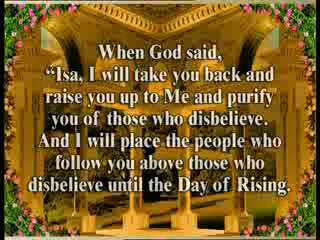 When God said,
“Isa, I will take you back and
raise you up to Me and purify
you of those who disbelieve.
And I will place the people who
follow you above those who
disbelieve until the Day of Rising.